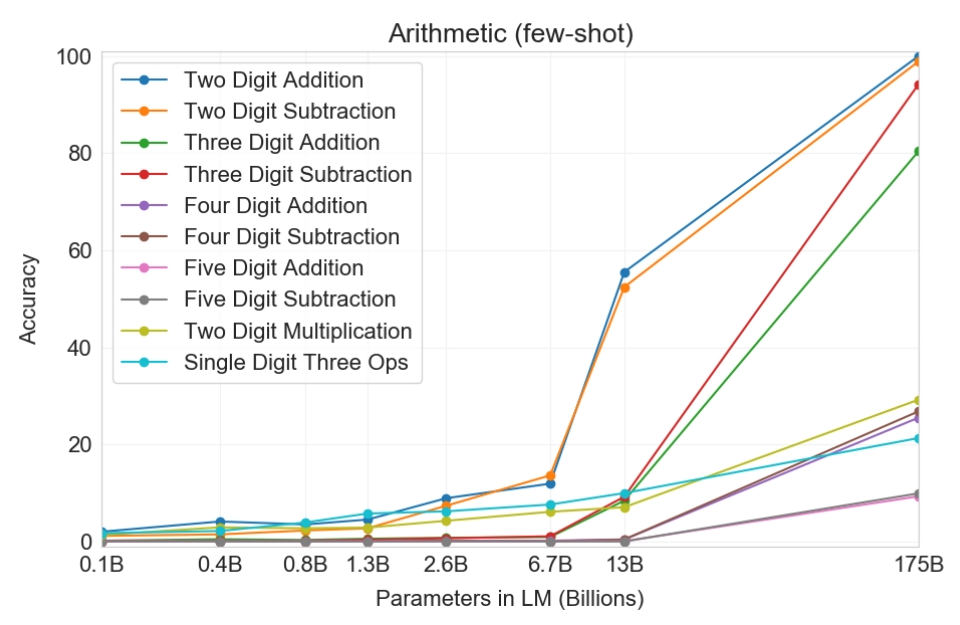 Arithmetic (few-shot)
100
80
60
40
20
0
Accuracy
Two Digit Addition
Two Digit Subtraction
Three Digit Addition
Three Digit Subtraction
Four Digit Addition
Four Digit Subtraction
Five Digit Addition
Five Digit Subtraction
Two Digit Multiplication
Single Digit Three Ops
0.1B 0.4B 0.8B 1.3B 2.6B 6.7B 13B 175B
Parameters in LM (Billions)